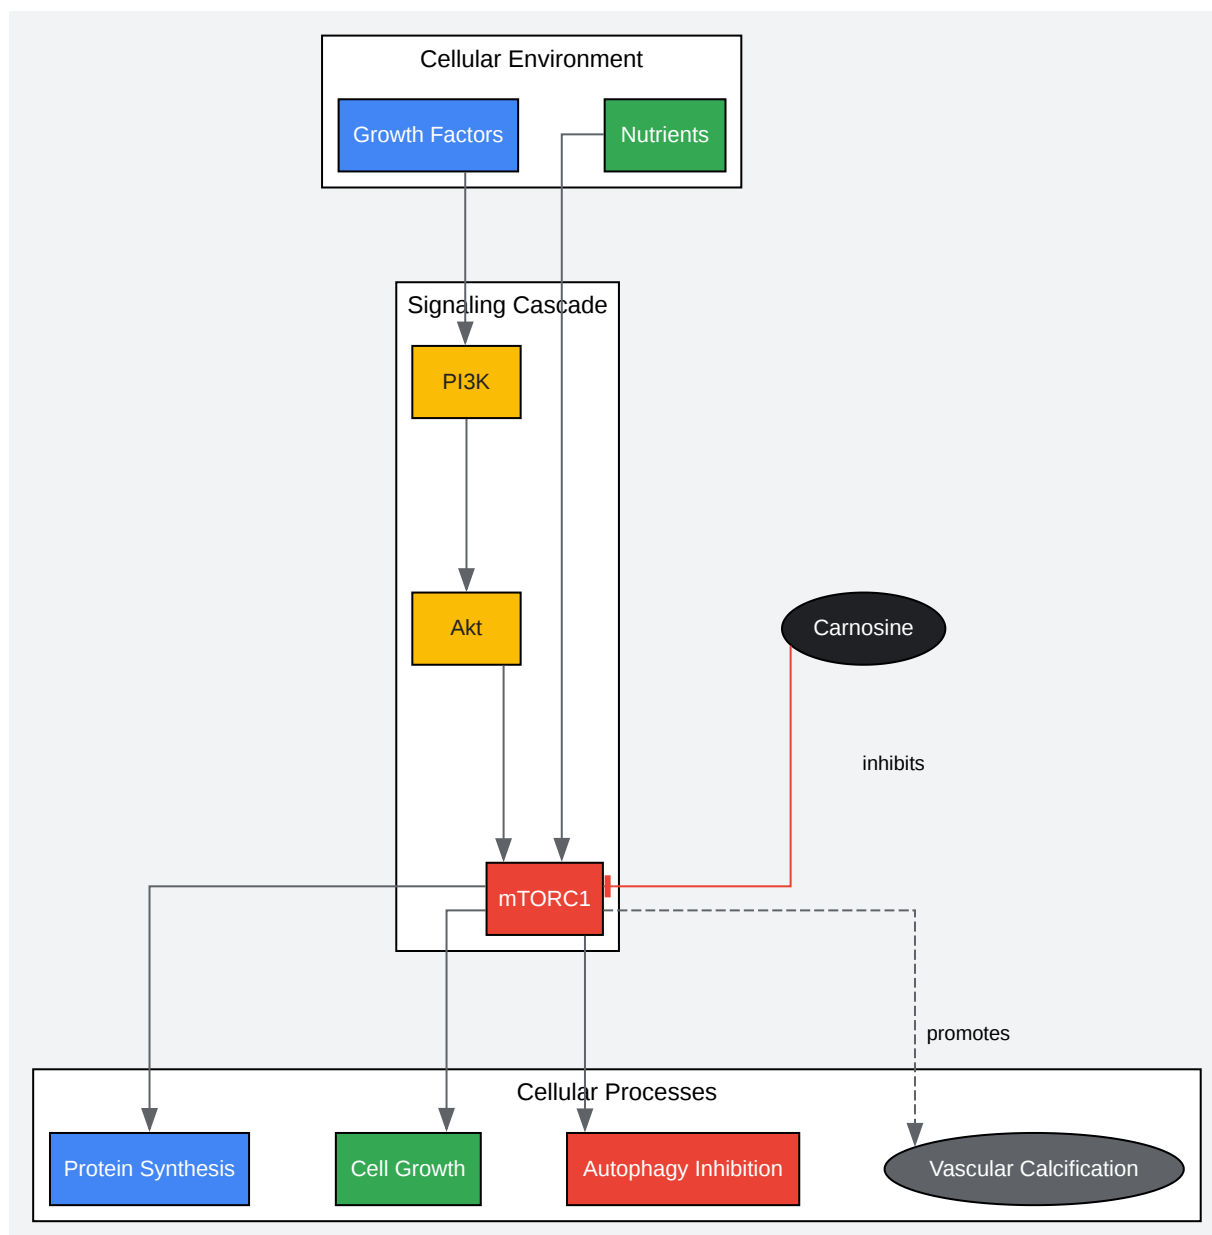 Cellular Environment
Growth Factors
Nutrients
Signaling Cascade
PI3K
Akt
Carnosine
inhibits
mTORC1
promotes
Cellular Processes
Protein Synthesis
Cell Growth
Autophagy Inhibition
Vascular Calcification